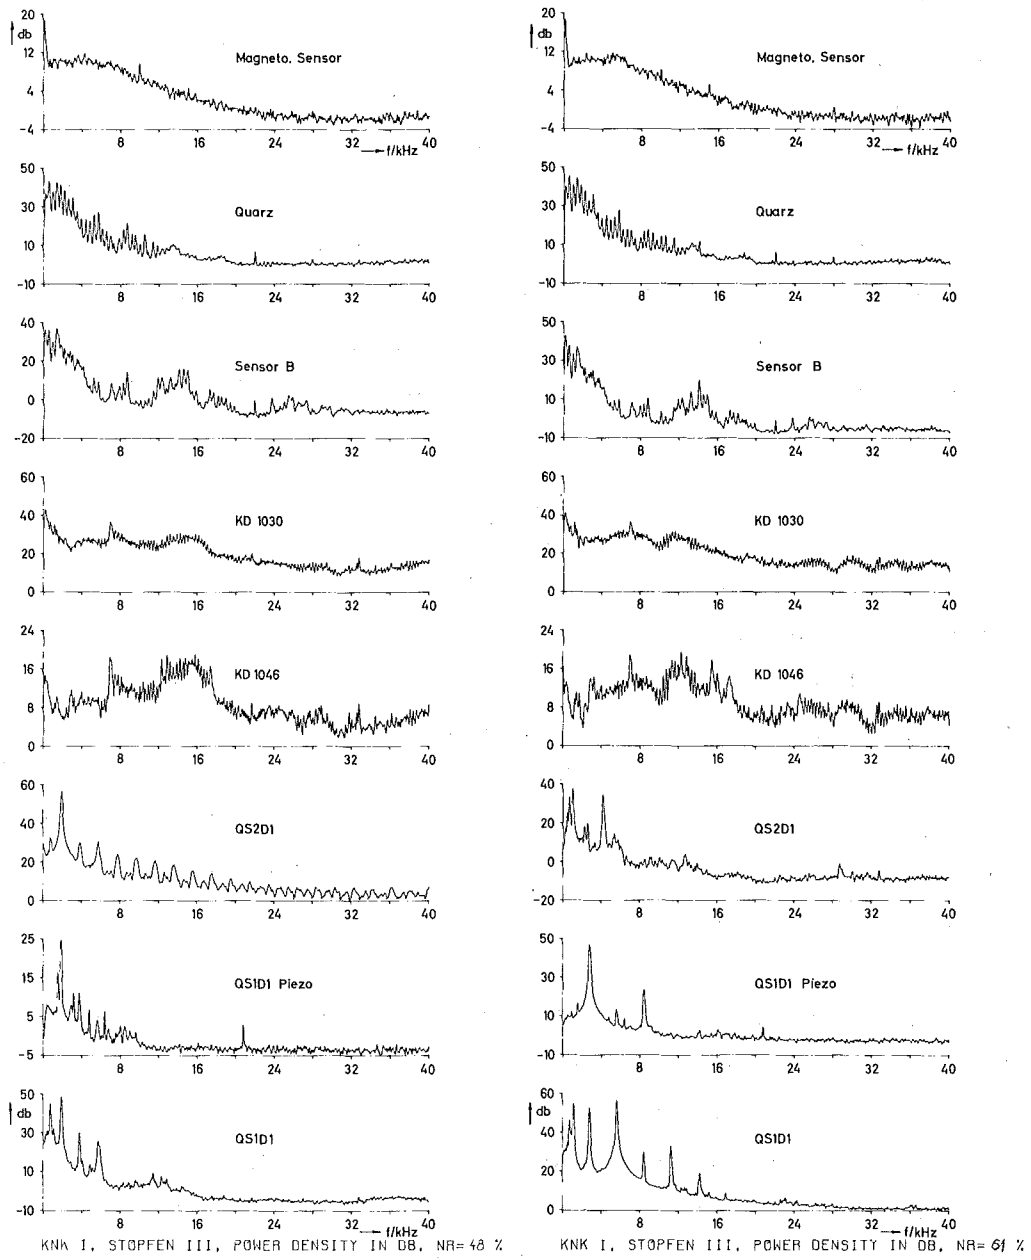 20 db 12 4 -4 Magneto. Sensor 8 16 24 32 40 f/kHz
20 db 12 4 -4 Magneto. Sensor 8 16 24 32 40 f/kHz
50 30 10 -10 Quarz 8 16 24 32 40
50 30 10 -10 Quarz 8 16 24 32 40
40 20 0 -20 Sensor B 8 16 24 32 40
50 30 10 -10 Sensor B 8 16 24 32 40
60 40 20 0 KD 1030 8 16 24 32 40
60 40 20 0 KD 1030 8 16 24 32 40
24 16 8 0 KD 1046 8 16 24 32 40
24 16 8 0 KD 1046 8 16 24 32 40
60 40 20 0 QS2D1 8 16 24 32 40
40 20 0 -20 QS2D1 8 16 24 32 40
25 15 5 -5 QS1D1 Piezo 8 16 24 32 40
50 30 10 -10 QS1D1 Piezo 8 16 24 32 40
50 db 30 10 -10 QS1D1 8 16 24 32 40 f/kHz
60 db 40 20 0 QS1D1 8 16 24 32 40 f/kHz
KNK I, STOPFEN III, POWER DENSITY IN DB, NR= 48 %
KNK I, STOPFEN III, POWER DENSITY IN DB, NR= 61 %